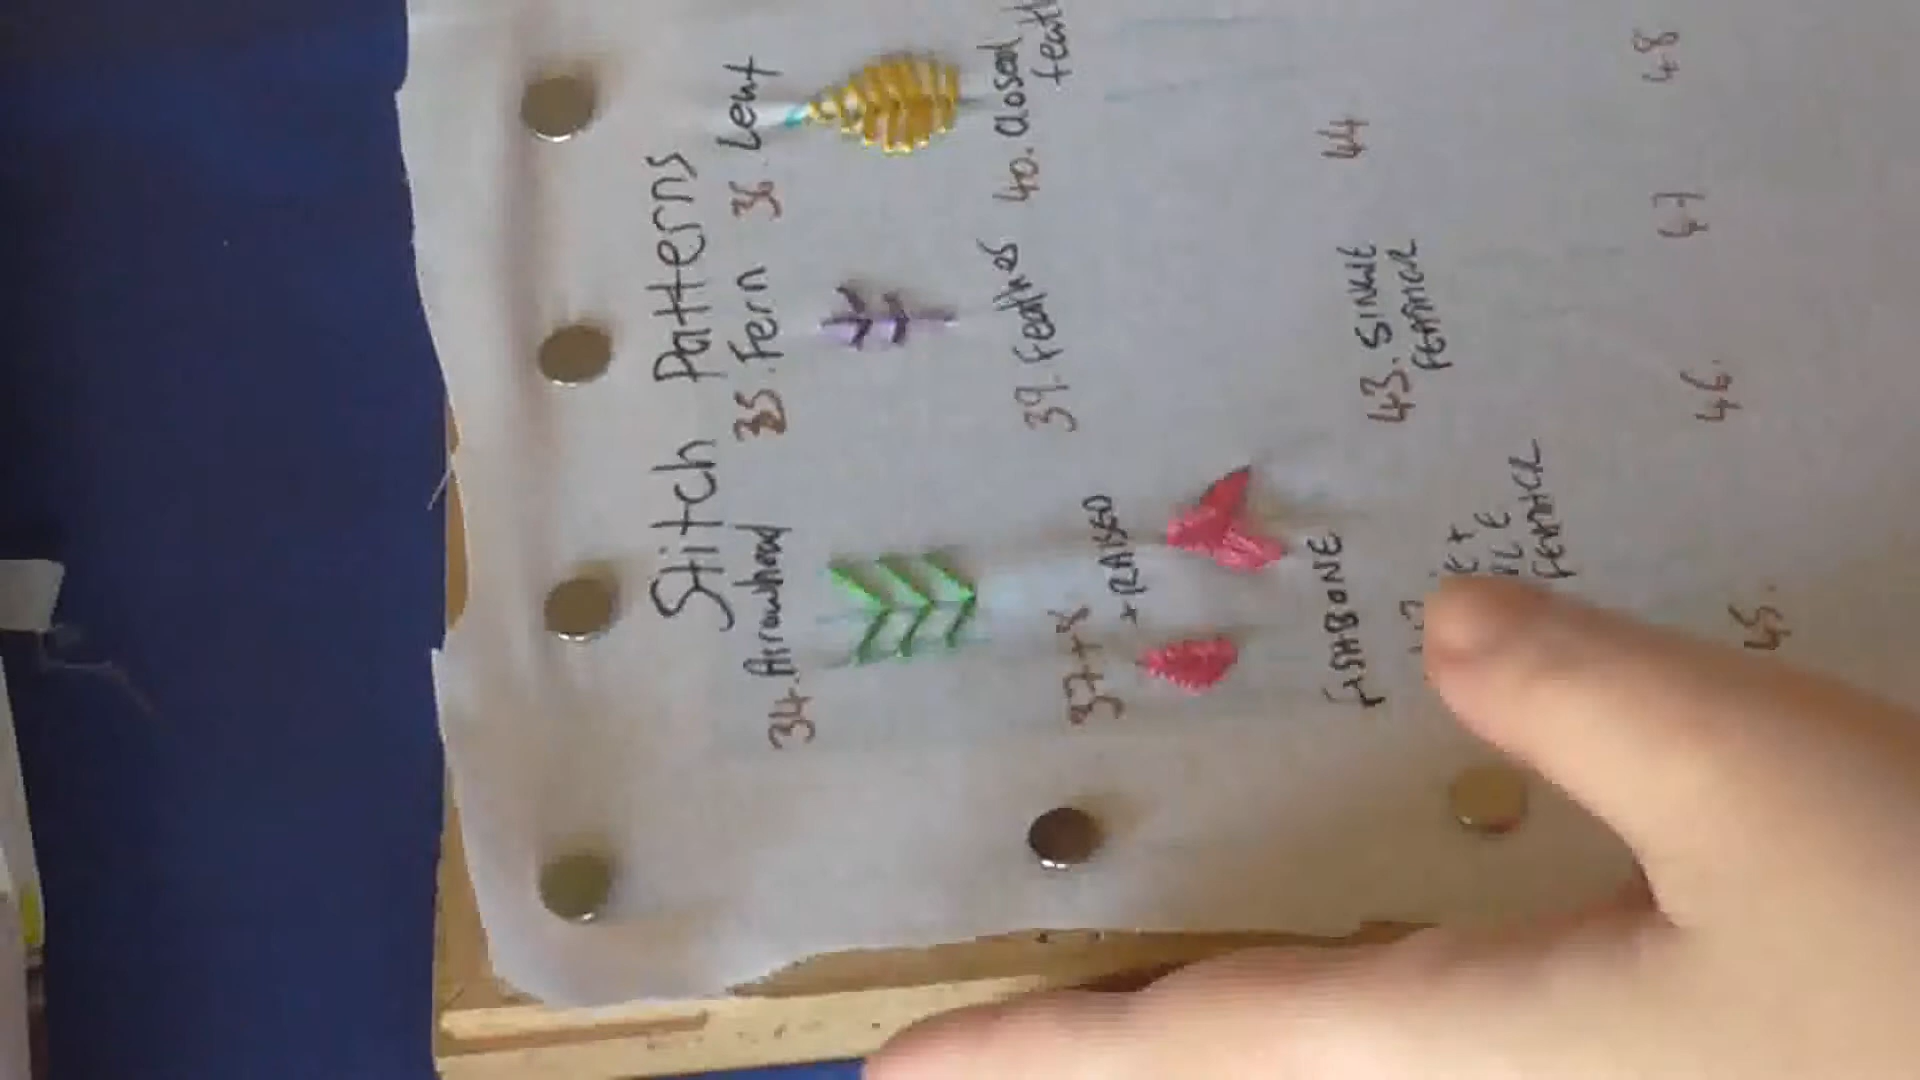 Stitch Patterns
34. Arrowhead
35. Fern
36. Leaf
37 + 8
+ RAISED
FISHBONE
39. Feather
40. Closed
feath
43. SINGLE
FEATHER
44
FEATHER
45.
46.
47
48